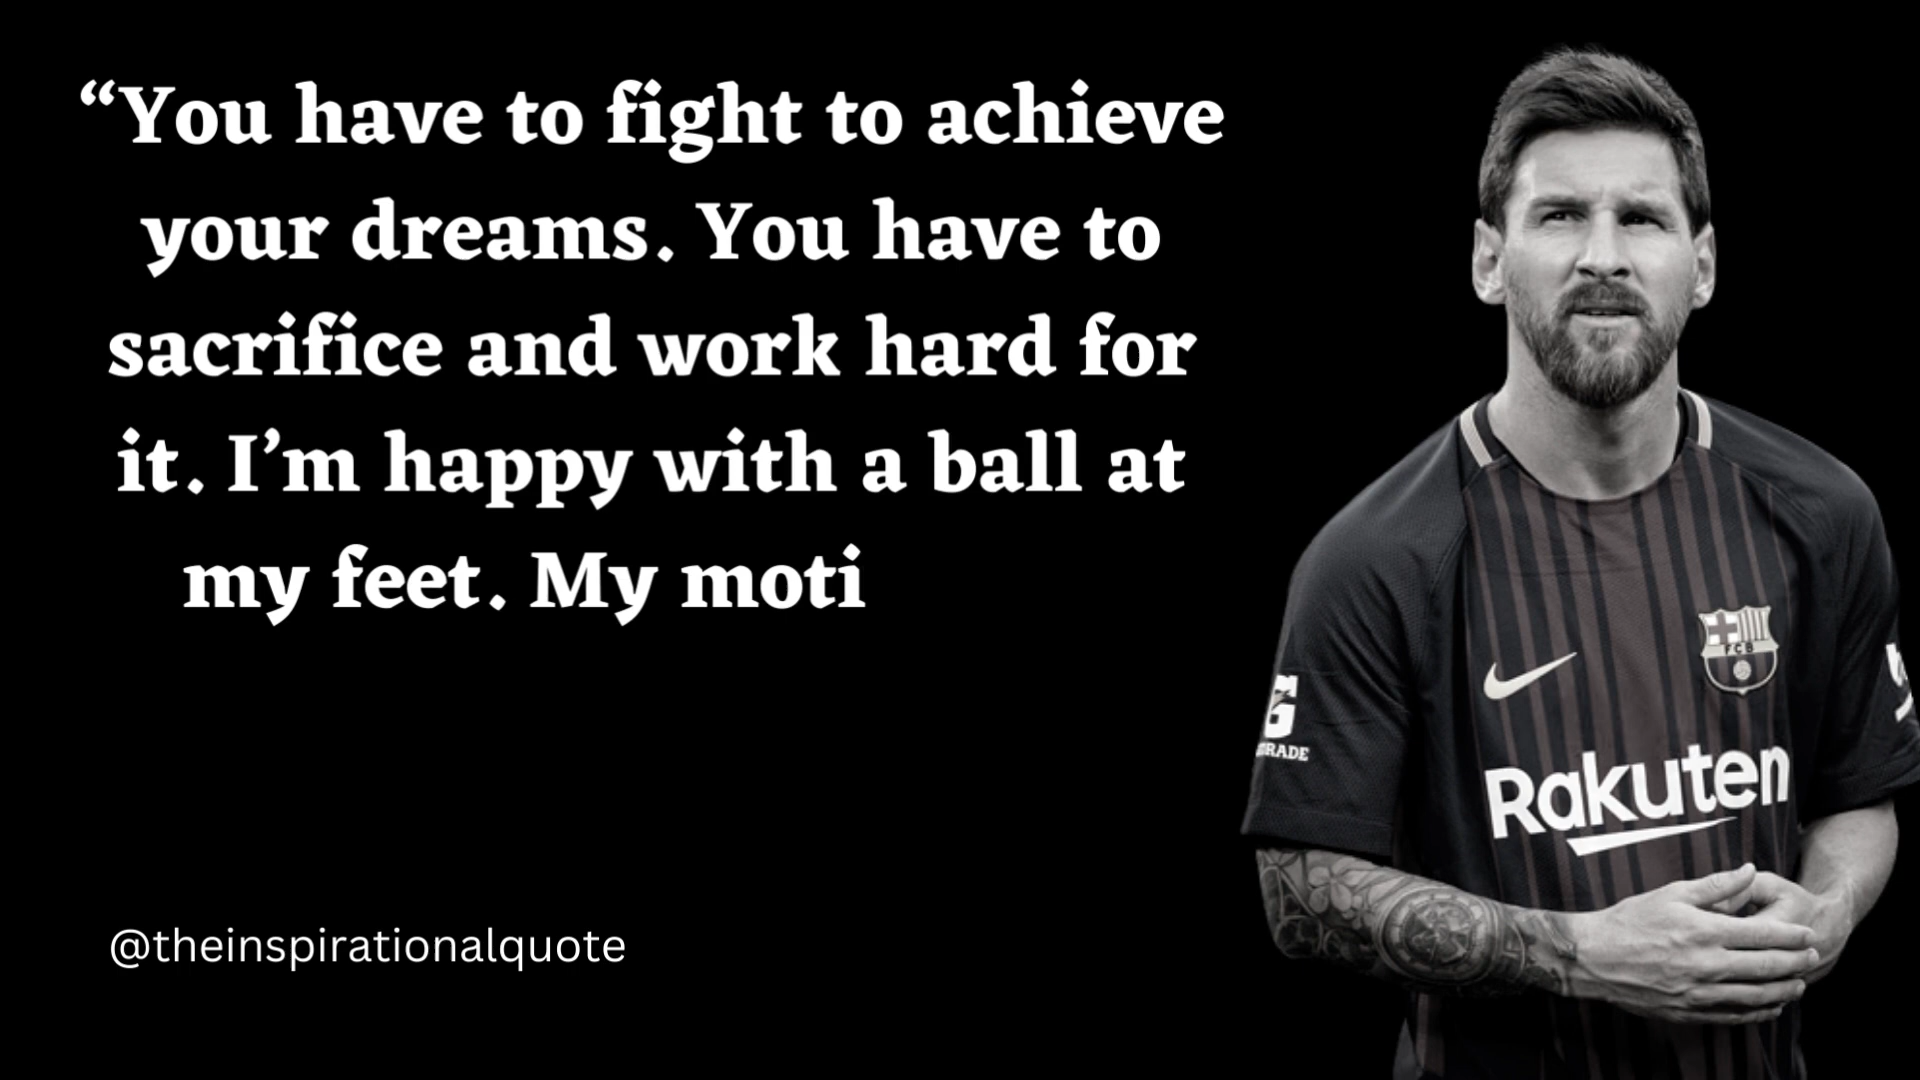 “You have to fight to achieve
your dreams. You have to
sacrifice and work hard for
it. I’m happy with a ball at
my feet. My moti
FCB
G
Rakuten
@theinspirationalquote